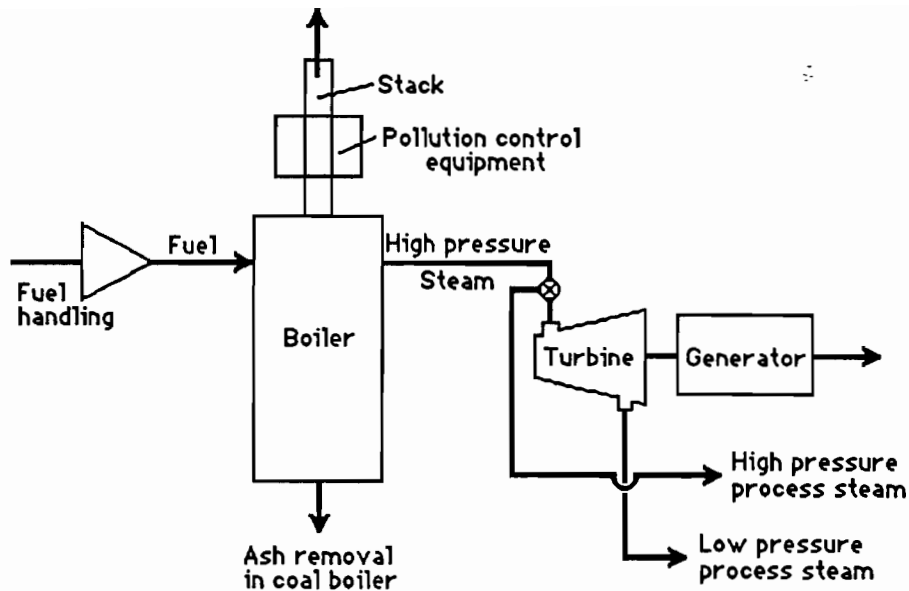 Stack
Pollution control
equipment
Fuel
High pressure
Steam
Fuel
handling
Boiler
Turbine
Generator
High pressure
process steam
Low pressure
process steam
Ash removal
in coal boiler